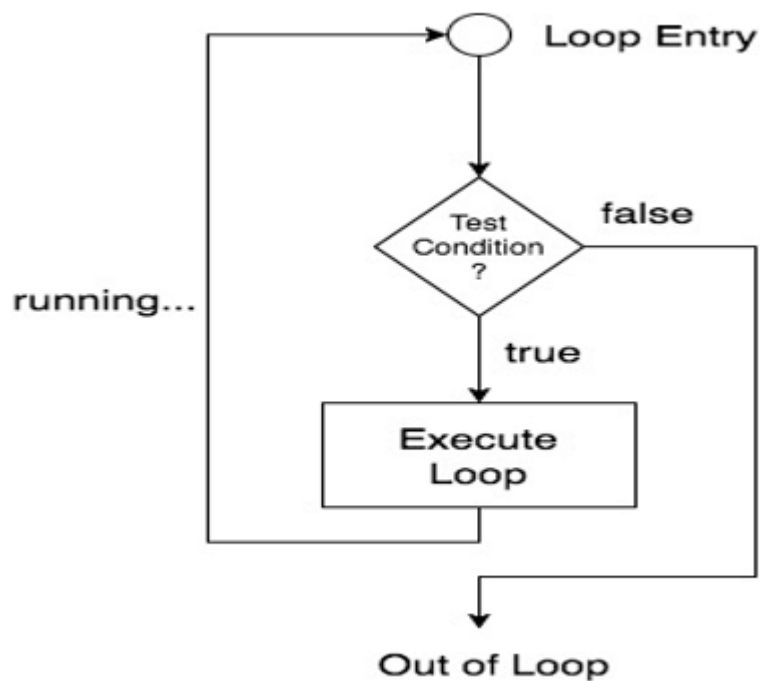 Loop Entry
Test
Condition
?
false
running...
true
Execute
Loop
Out of Loop